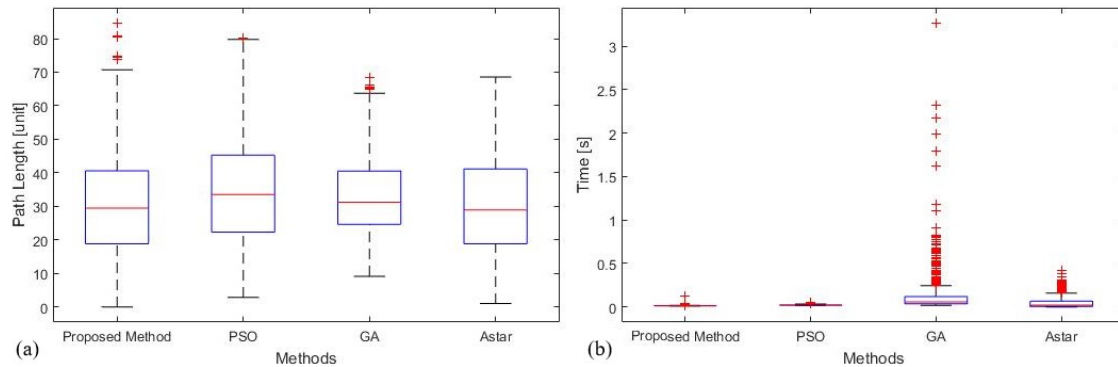 Path Length [unit]
80
70
60
50
40
30
20
10
0
Proposed Method
PSO
GA
Astar
Methods
(a)
Time [s]
3
2.5
2
1.5
1
0.5
0
Proposed Method
PSO
GA
Astar
Methods
(b)